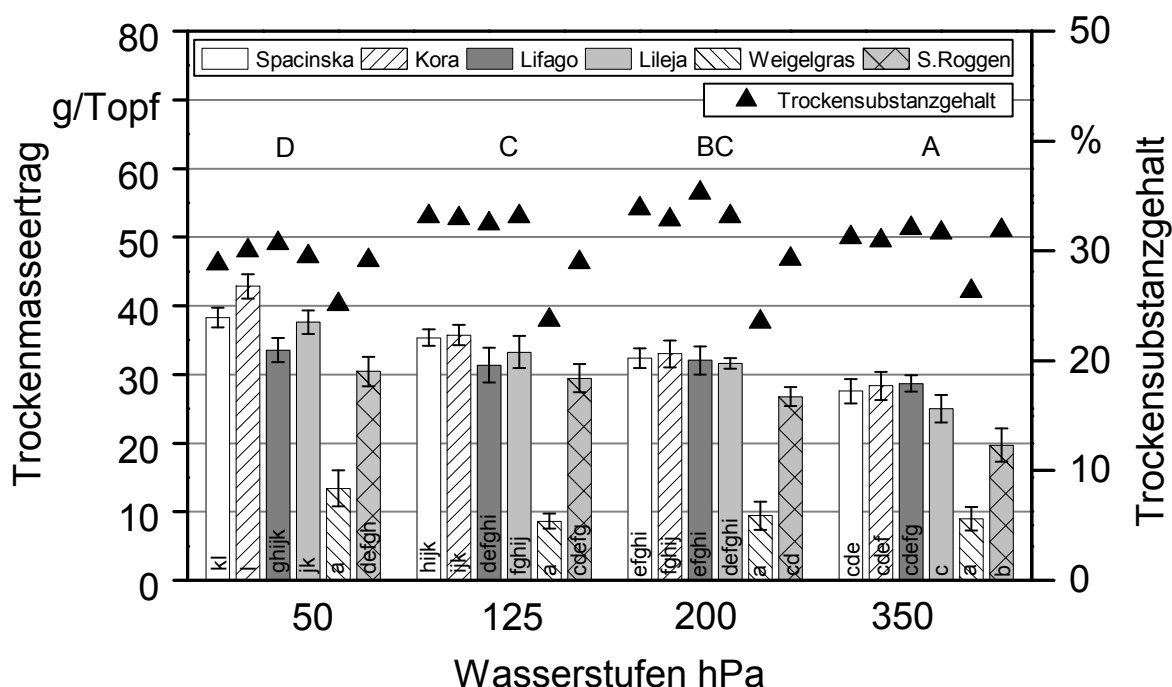 80
50
Spacinska Kora Lifago Lileja Weigelgras S.Roggen
Trockensubstanzgehalt
g/Topf
%
D C BC A
60
50
40
30
20
10
0
40
30
20
10
0
Trockenmasseertrag
Trockensubstanzgehalt
kl l ghijk jk a defgh
hijk ijk defghi fghij a cdefg
efghi fghij efghi defghi a cd
cde cdef cdefg c a b
50 125 200 350
Wasserstufen hPa